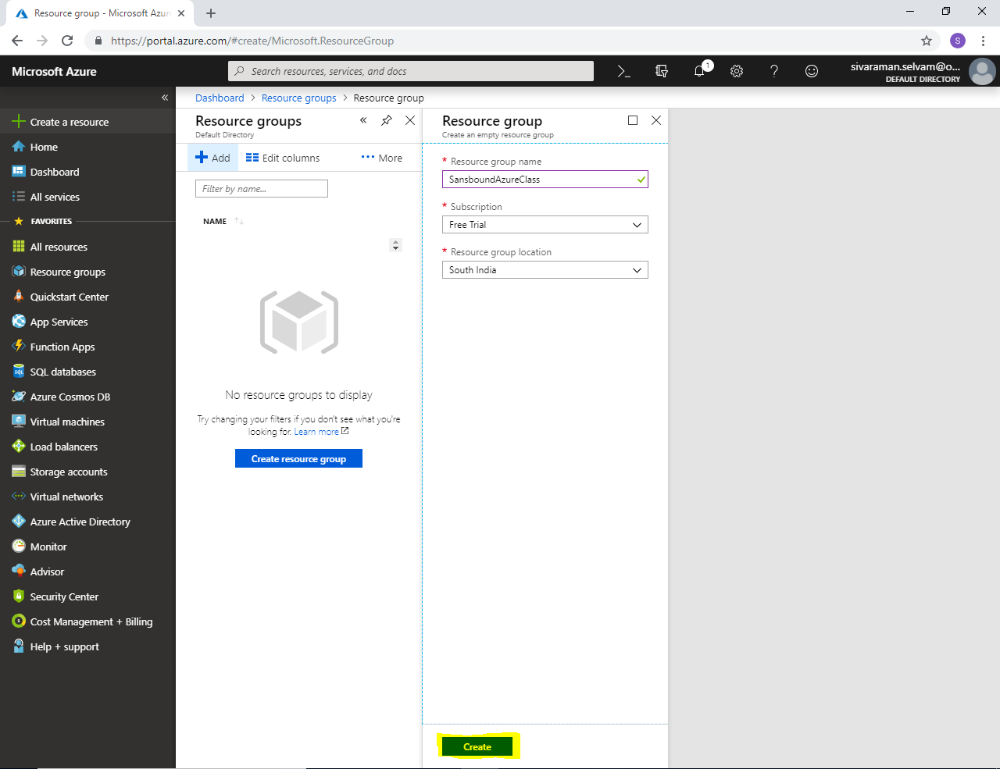 Resource group - Microsoft Azur
https://portal.azure.com/#create/Microsoft.ResourceGroup
S
Microsoft Azure
Search resources, services, and docs
1
sivaraman.selvam@o...
DEFAULT DIRECTORY
Dashboard > Resource groups > Resource group
Create a resource
Home
Dashboard
All services
FAVORITES
All resources
Resource groups
Quickstart Center
App Services
Function Apps
SQL databases
Azure Cosmos DB
Virtual machines
Load balancers
Storage accounts
Virtual networks
Azure Active Directory
Monitor
Advisor
Security Center
Cost Management + Billing
Help + support
Resource groups
Default Directory
Add
Edit columns
More
Filter by name...
NAME
No resource groups to display
Try changing your filters if you don't see what you're
looking for. Learn more
Create resource group
Resource group
Create an empty resource group
* Resource group name
SansboundAzureClass
* Subscription
Free Trial
* Resource group location
South India
Create